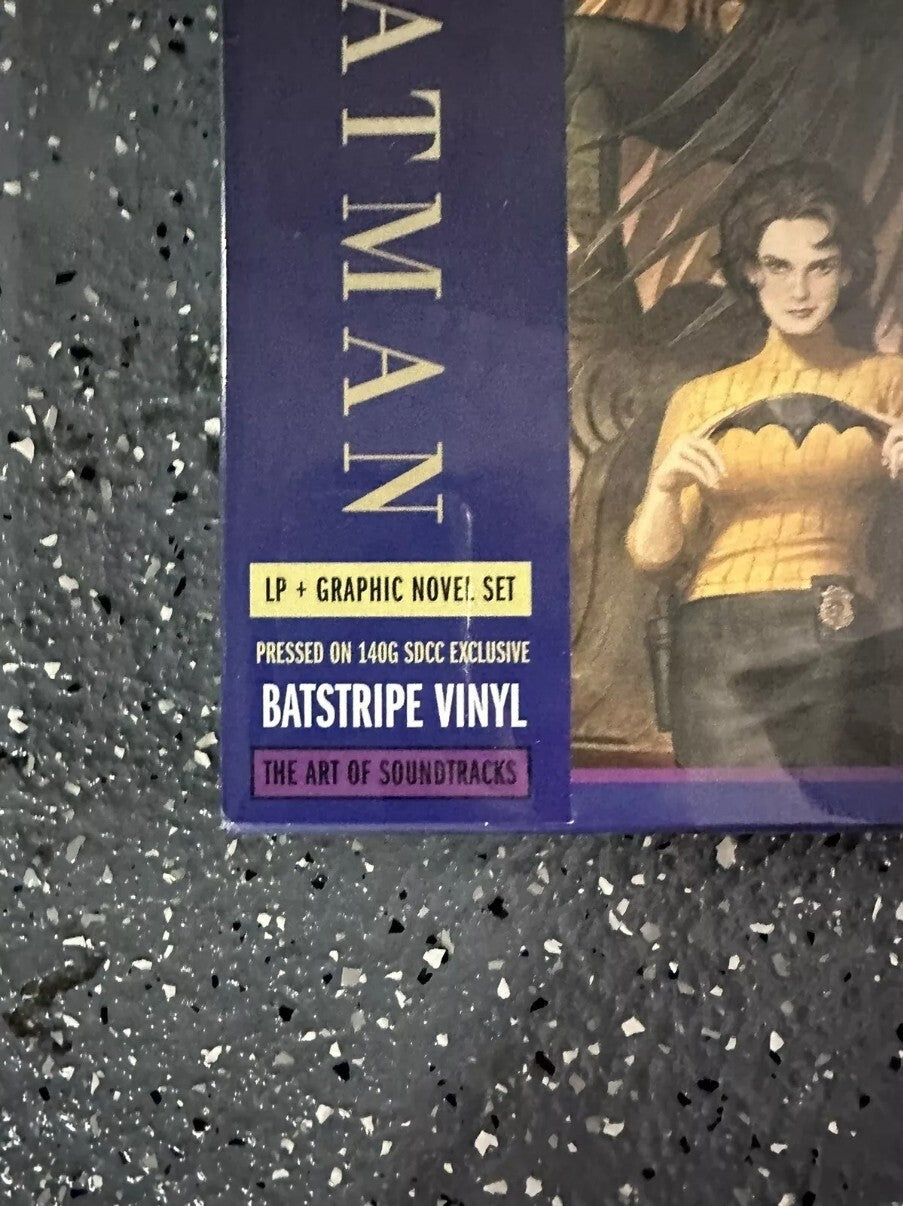 ATMAN
LP + GRAPHIC NOVEL SET
PRESSED ON 140G SDCC EXCLUSIVE
BATSTRIPE VINYL
THE ART OF SOUNDTRACKS